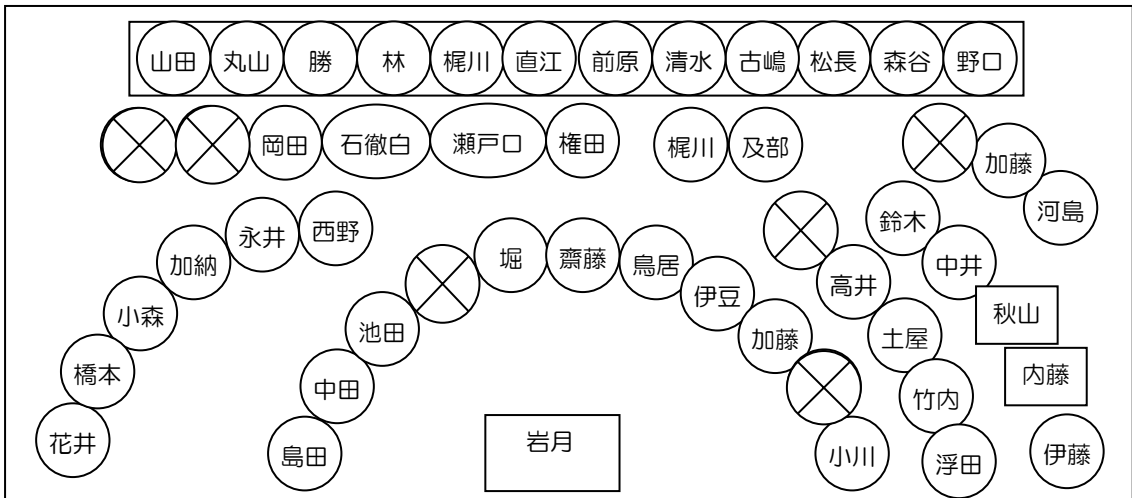 山田 丸山 勝 林 梶川 直江 前原 清水 古嶋 松長 森谷 野口
岡田 石徹白 瀬戸口 権田 梶川 及部 加藤
河島
永井 西野 鈴木
加納 堀 齋藤 鳥居 高井 中井
小森 池田 伊豆 秋山
橋本 中田 加藤 土屋 内藤
花井 島田 岩月 小川 竹内
浮田 伊藤